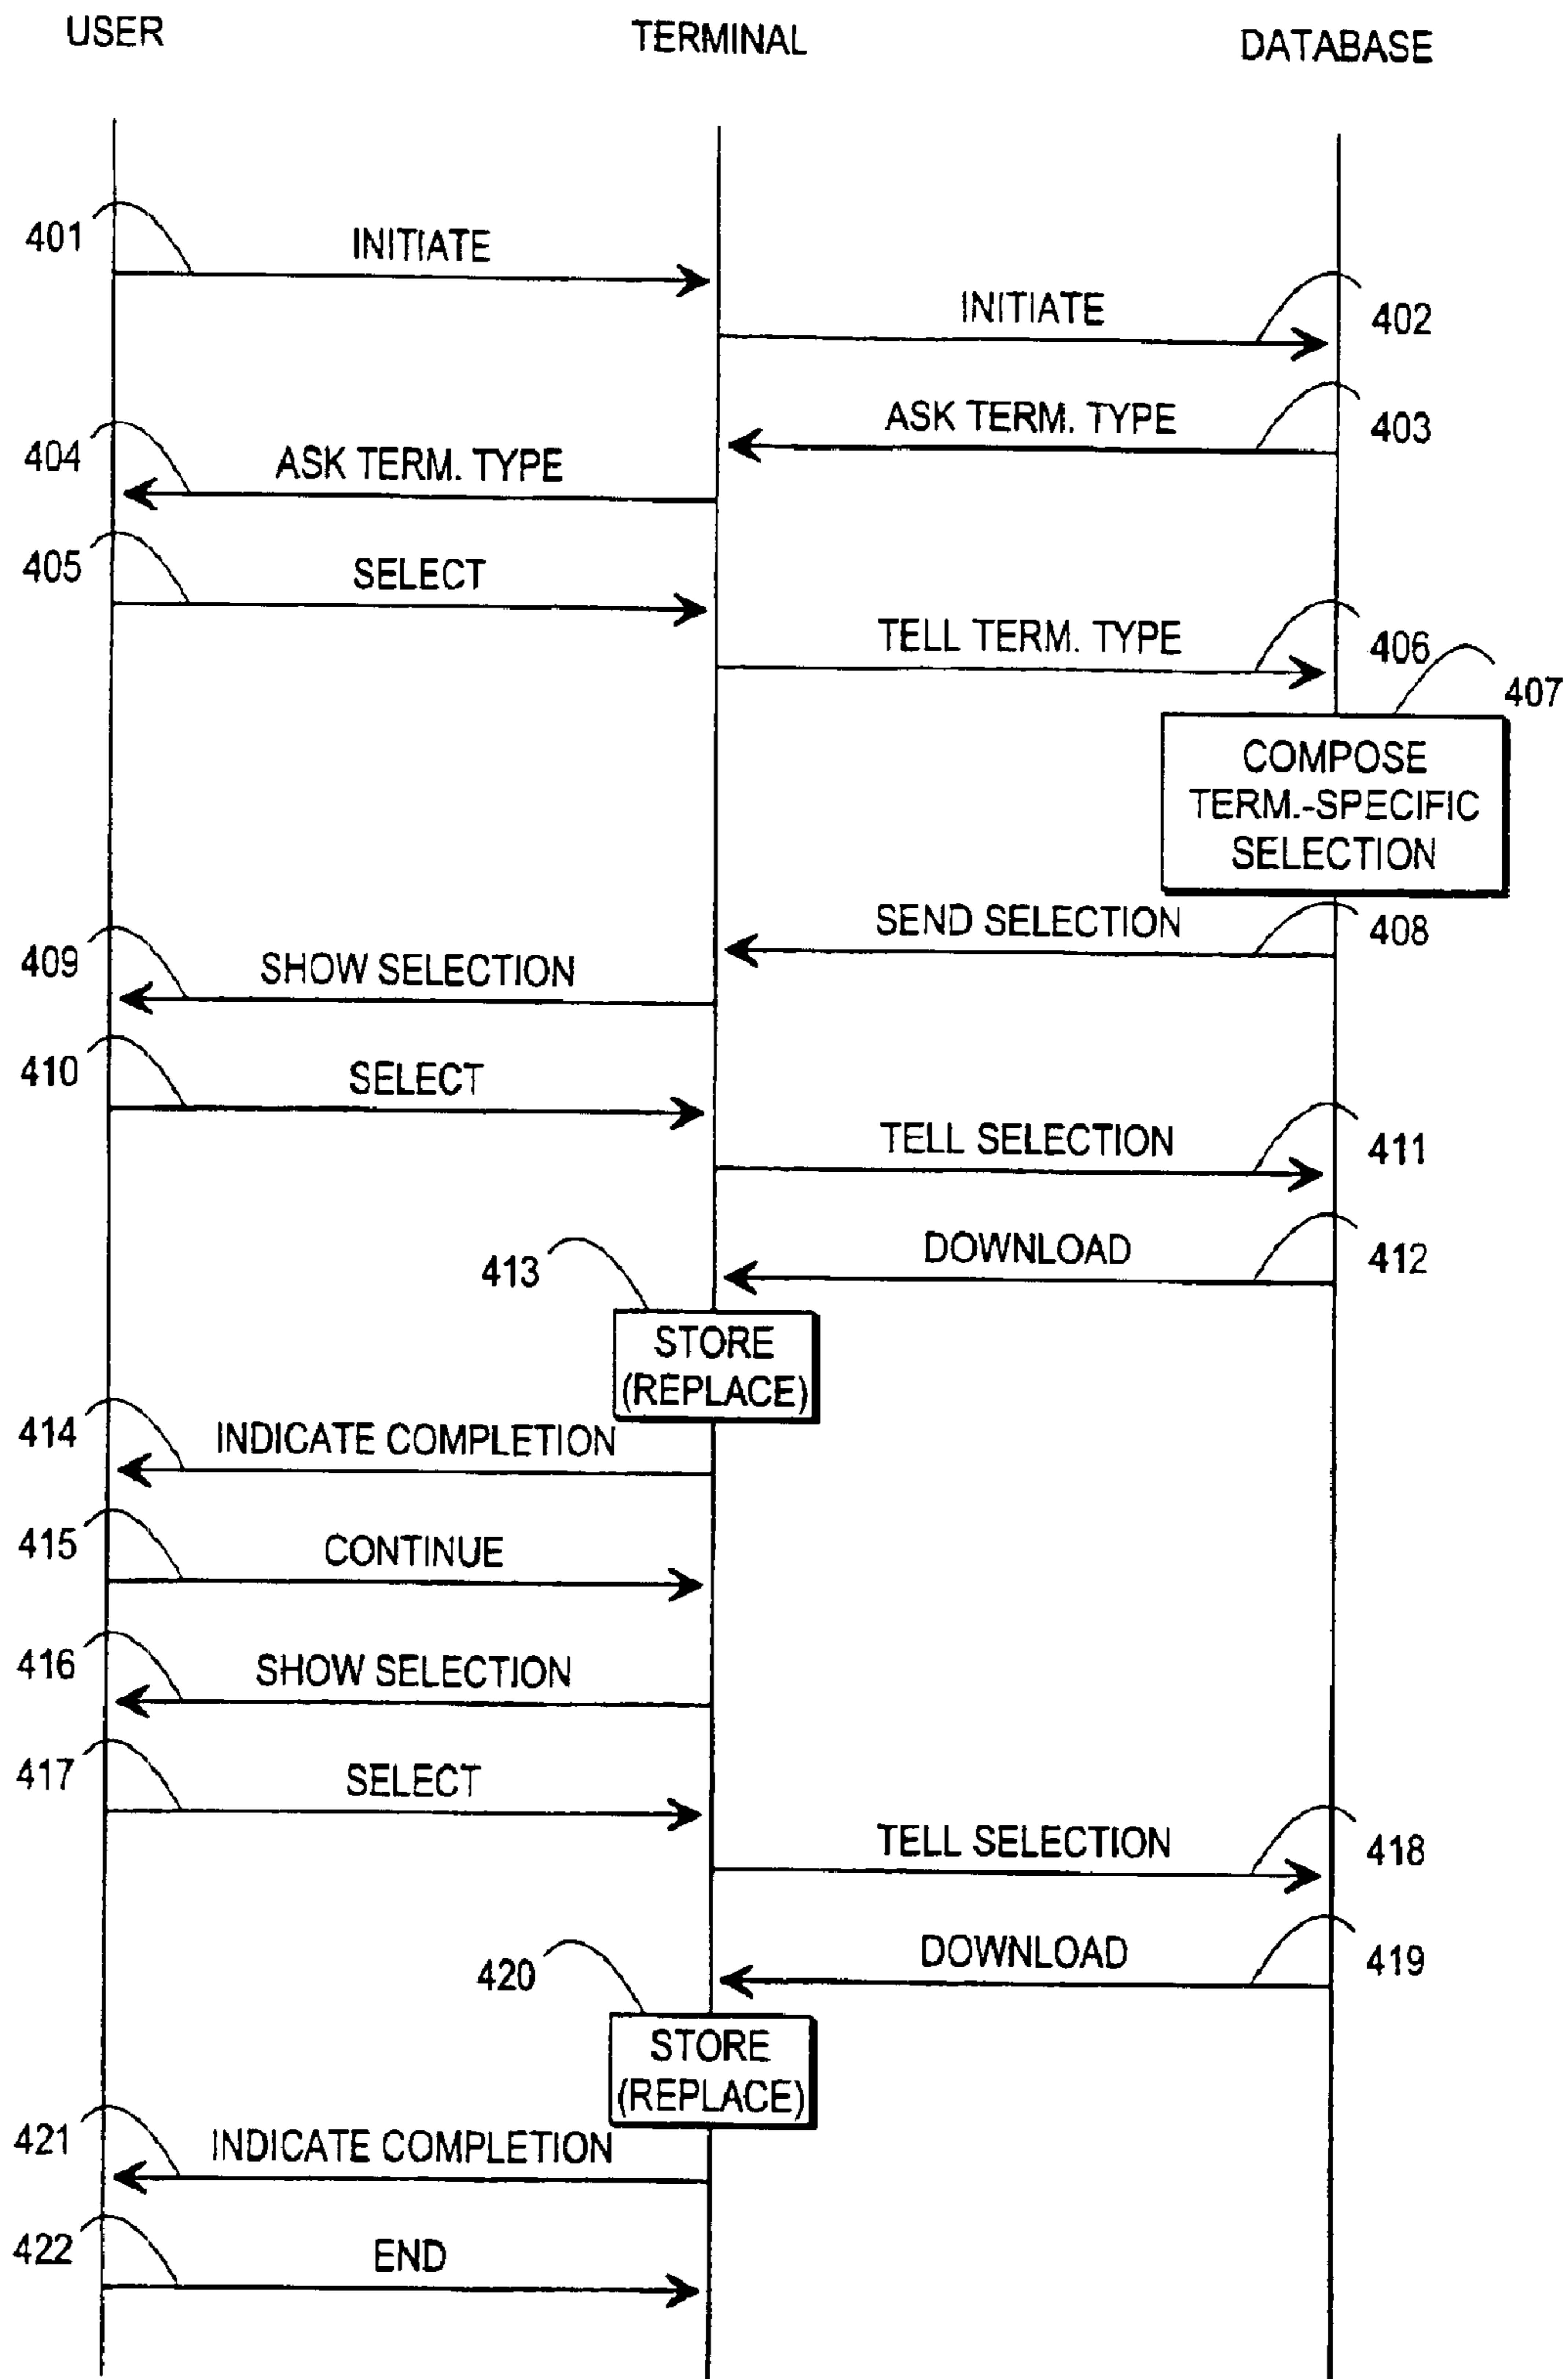 USER
TERMINAL
DATABASE
401
INITIATE
INITIATE
402
ASK TERM. TYPE
403
404
ASK TERM. TYPE
405
SELECT
TELL TERM. TYPE
406
407
COMPOSE
TERM.-SPECIFIC
SELECTION
SEND SELECTION
408
409
SHOW SELECTION
410
SELECT
TELL SELECTION
411
DOWNLOAD
412
413
STORE
(REPLACE)
414
INDICATE COMPLETION
415
CONTINUE
416
SHOW SELECTION
417
SELECT
TELL SELECTION
418
DOWNLOAD
419
420
STORE
(REPLACE)
421
INDICATE COMPLETION
422
END